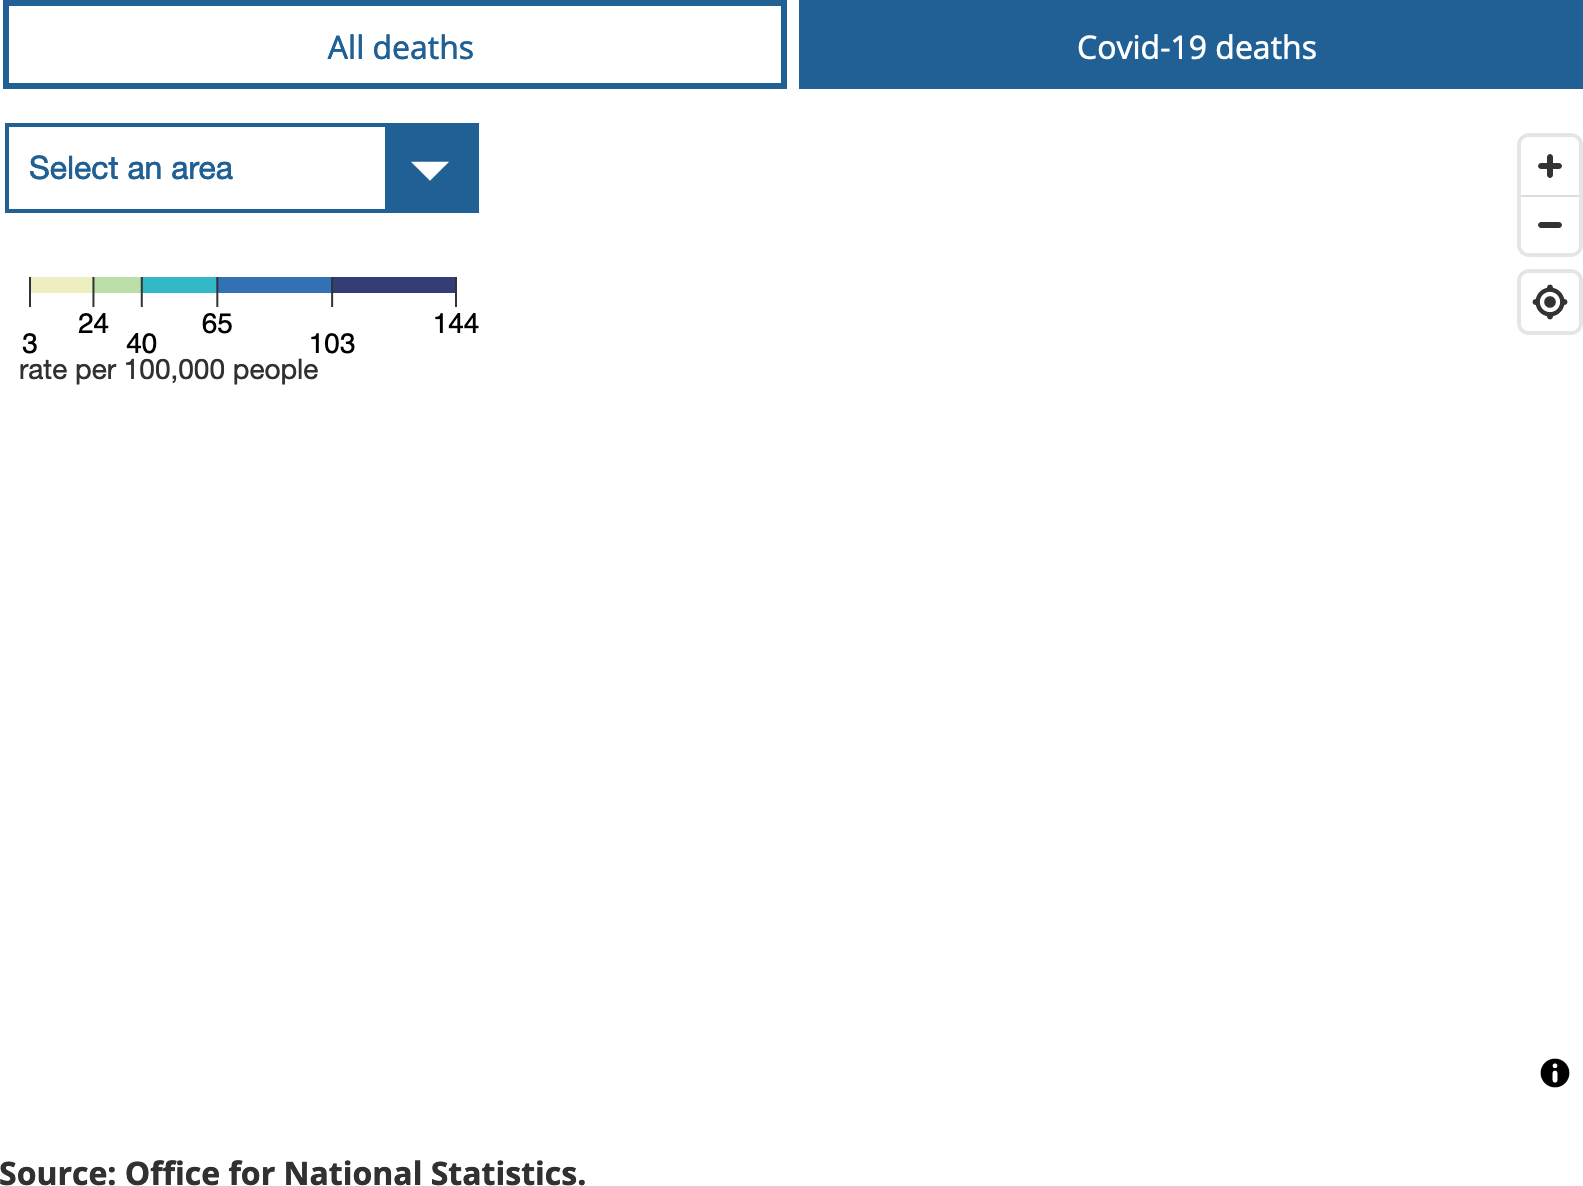 All deaths
Covid-19 deaths
Select an area
24 65 144
3 40 103
rate per 100,000 people
Source: Office for National Statistics.